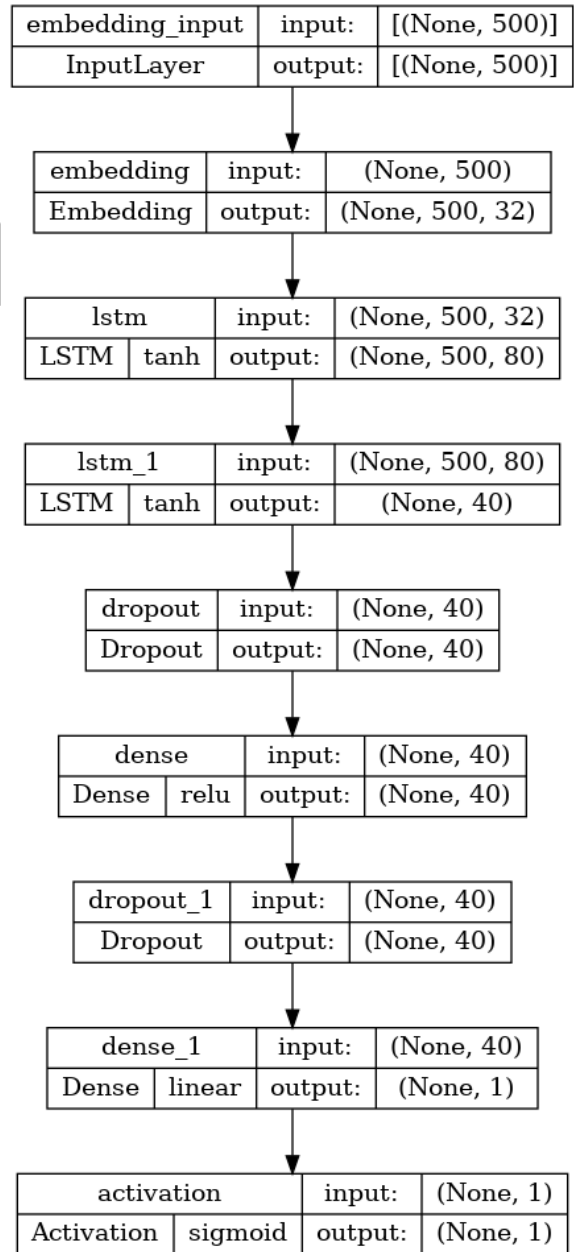 embedding_input input: [(None, 500)]
InputLayer output: [(None, 500)]
embedding input: (None, 500)
Embedding output: (None, 500, 32)
lstm input: (None, 500, 32)
LSTM tanh output: (None, 500, 80)
lstm_1 input: (None, 500, 80)
LSTM tanh output: (None, 40)
dropout input: (None, 40)
Dropout output: (None, 40)
dense input: (None, 40)
Dense relu output: (None, 40)
dropout_1 input: (None, 40)
Dropout output: (None, 40)
dense_1 input: (None, 40)
Dense linear output: (None, 1)
activation input: (None, 1)
Activation sigmoid output: (None, 1)